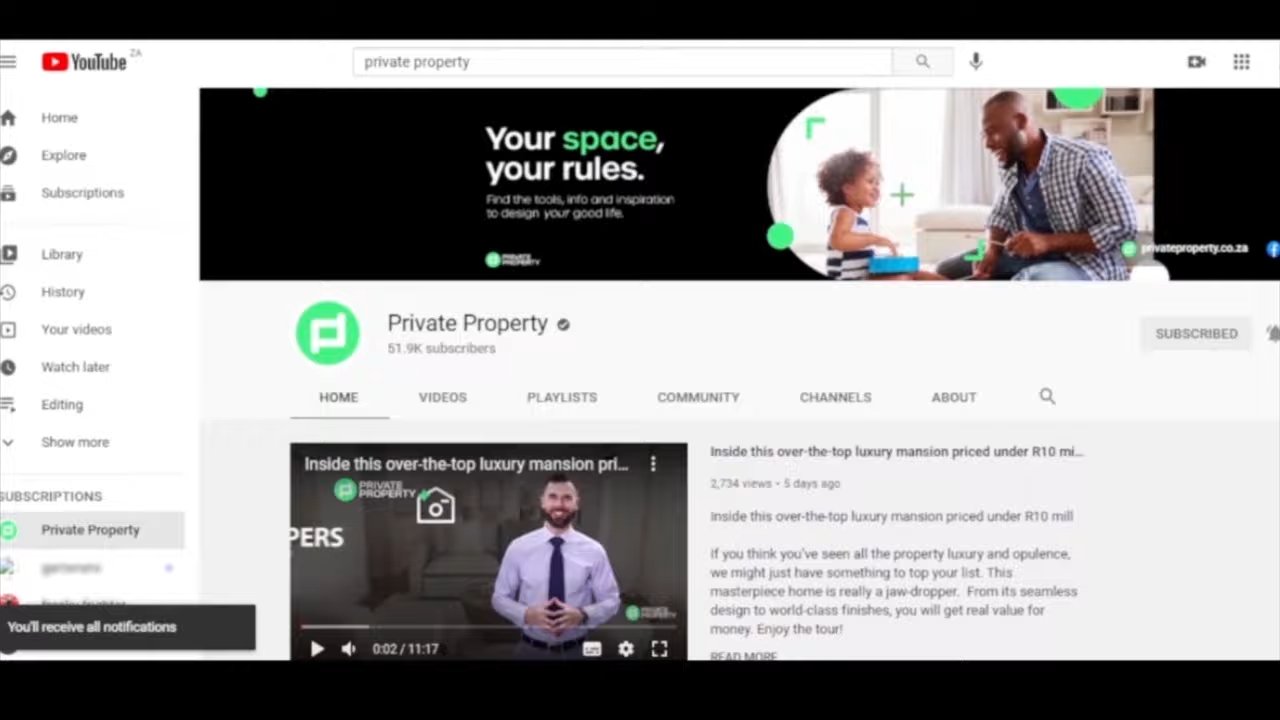 YouTube ZA
private property
Home
Explore
Subscriptions
Library
History
Your videos
Watch later
Editing
Show more
SUBSCRIPTIONS
Private Property
You'll receive all notifications
Your space,
your rules.
Find the tools, info and inspiration
to design your good life.
PRIVATE
PROPERTY
privateproperty.co.za
Private Property
51.9K subscribers
SUBSCRIBED
HOME VIDEOS PLAYLISTS COMMUNITY CHANNELS ABOUT
Inside this over-the-top luxury mansion pri...
PRIVATE
PROPERTY
PERS
PRIVATE
PROPERTY
0:02 / 11:17
Inside this over-the-top luxury mansion priced under R10 mi...
2,734 views • 5 days ago
Inside this over-the-top luxury mansion priced under R10 mill
If you think you've seen all the property luxury and opulence,
we might just have something to top your list. This
masterpiece home is really a jaw-dropper. From its seamless
design to world-class finishes, you will get real value for
money. Enjoy the tour!
READ MORE